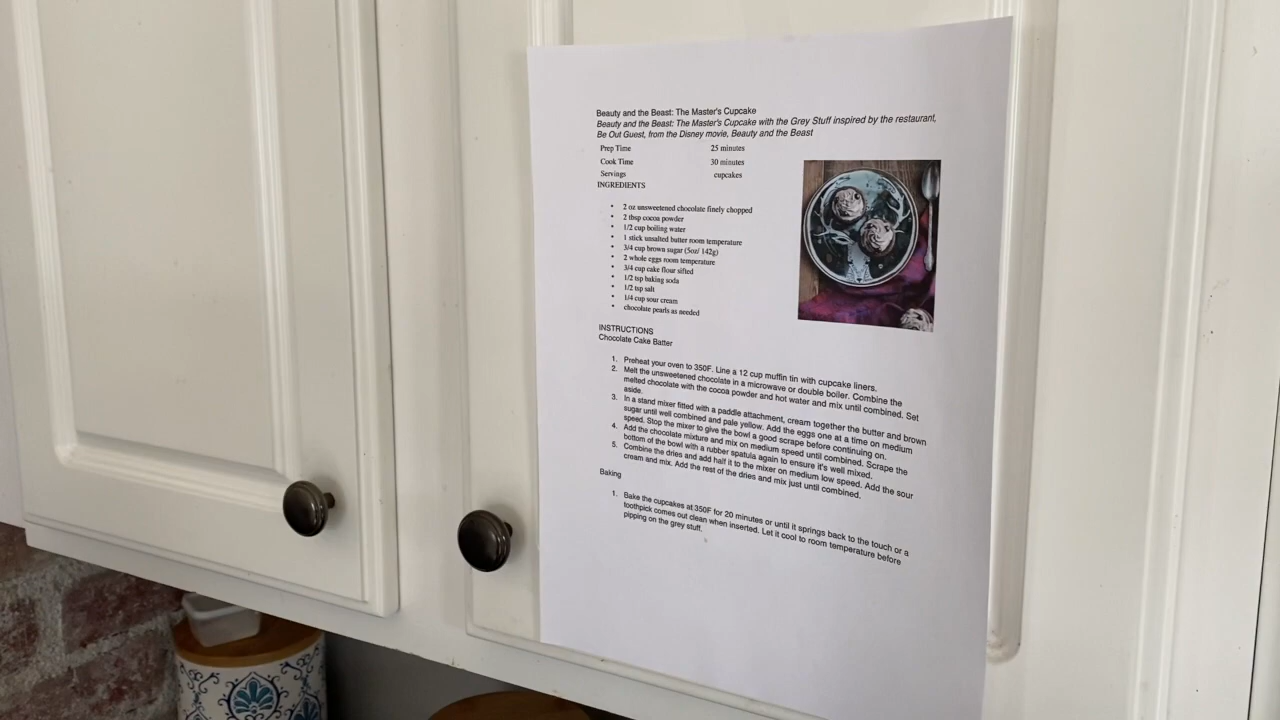 Beauty and the Beast: The Master's Cupcake
Beauty and the Beast: The Master's Cupcake with the Grey Stuff inspired by the restaurant,
Be Out Guest, from the Disney movie, Beauty and the Beast
Prep Time 25 minutes
Cook Time 30 minutes
Servings cupcakes
INGREDIENTS
• 2 oz unsweetened chocolate finely chopped
• 2 tbsp cocoa powder
• 1/2 cup boiling water
• 1 stick unsalted butter room temperature
• 3/4 cup brown sugar (5oz/ 142g)
• 2 whole eggs room temperature
• 3/4 cup cake flour sifted
• 1/2 tsp baking soda
• 1/2 tsp salt
• 1/4 cup sour cream
• chocolate pearls as needed
INSTRUCTIONS
Chocolate Cake Batter
1. Preheat your oven to 350F. Line a 12 cup muffin tin with cupcake liners.
2. Melt the unsweetened chocolate in a microwave or double boiler. Combine the
melted chocolate with the cocoa powder and hot water and mix until combined. Set
aside.
3. In a stand mixer fitted with a paddle attachment, cream together the butter and brown
sugar until well combined and pale yellow. Add the eggs one at a time on medium
speed. Stop the mixer to give the bowl a good scrape before continuing on.
4. Add the chocolate mixture and mix on medium speed until combined. Scrape the
bottom of the bowl with a rubber spatula again to ensure it's well mixed.
5. Combine the dries and add half it to the mixer on medium low speed. Add the sour
cream and mix. Add the rest of the dries and mix just until combined.
Baking
1. Bake the cupcakes at 350F for 20 minutes or until it springs back to the touch or a
toothpick comes out clean when inserted. Let it cool to room temperature before
pipping on the grey stuff.